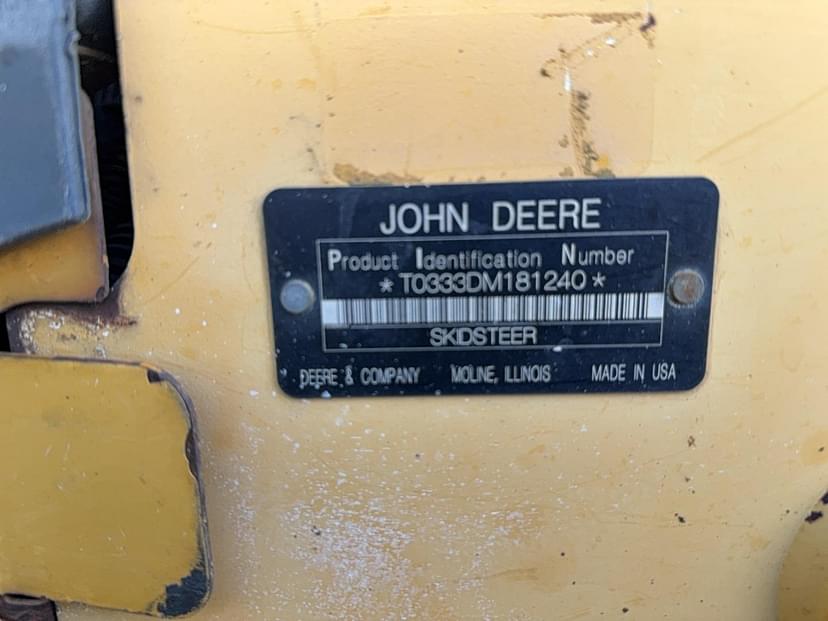 JOHN DEERE
Product Identification Number
*T0333DM181240*
SKIDSTEER
DEERE & COMPANY MOLINE, ILLINOIS MADE IN USA